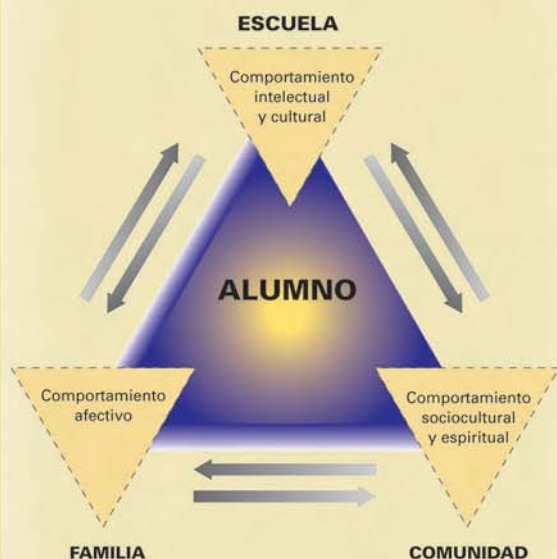 ESCUELA
Comportamiento
intelectual
y cultural
ALUMNO
Comportamiento
afectivo
Comportamiento
sociocultural
y espiritual
FAMILIA
COMUNIDAD